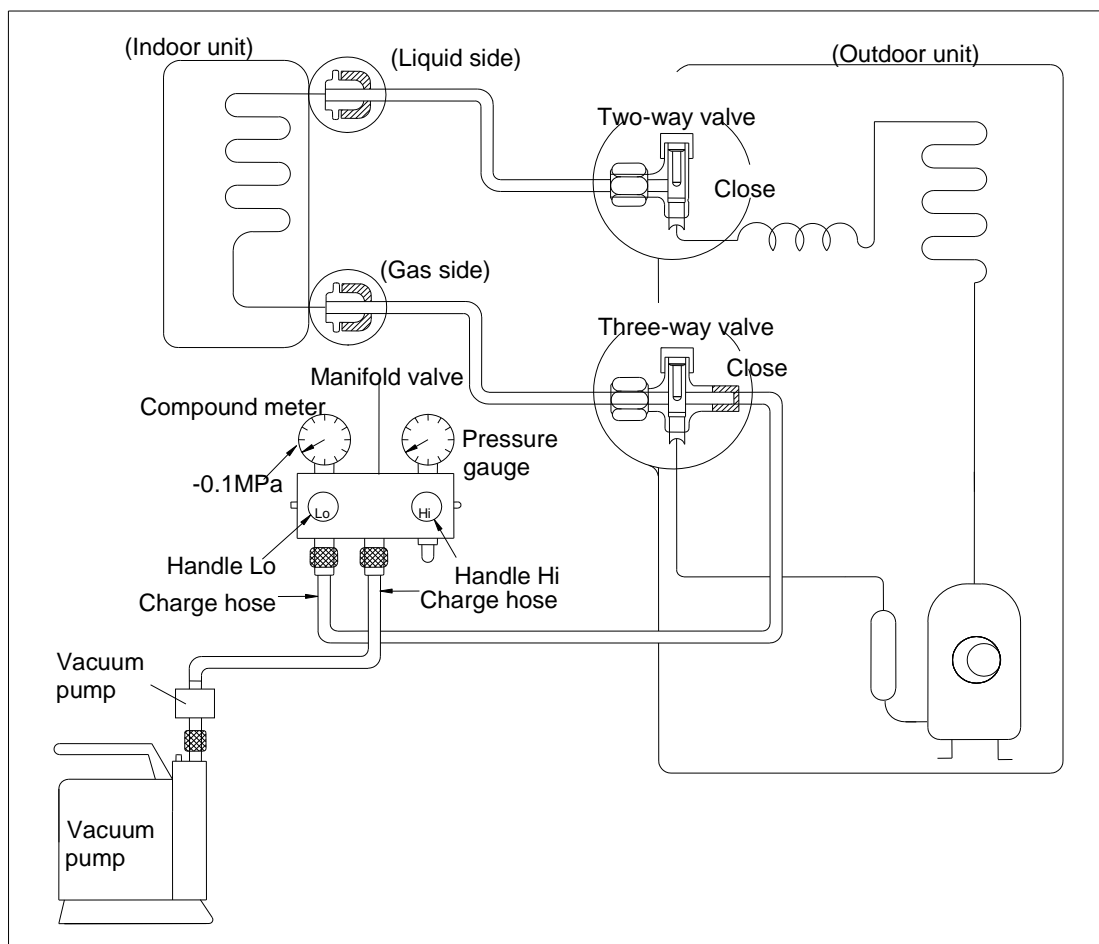 (Indoor unit)
(Liquid side)
(Outdoor unit)
Two-way valve
Close
(Gas side)
Three-way valve
Close
Manifold valve
Compound meter
Pressure
gauge
-0.1MPa
Lo
Hi
Handle Lo
Handle Hi
Charge hose
Charge hose
Vacuum
pump
Vacuum
pump